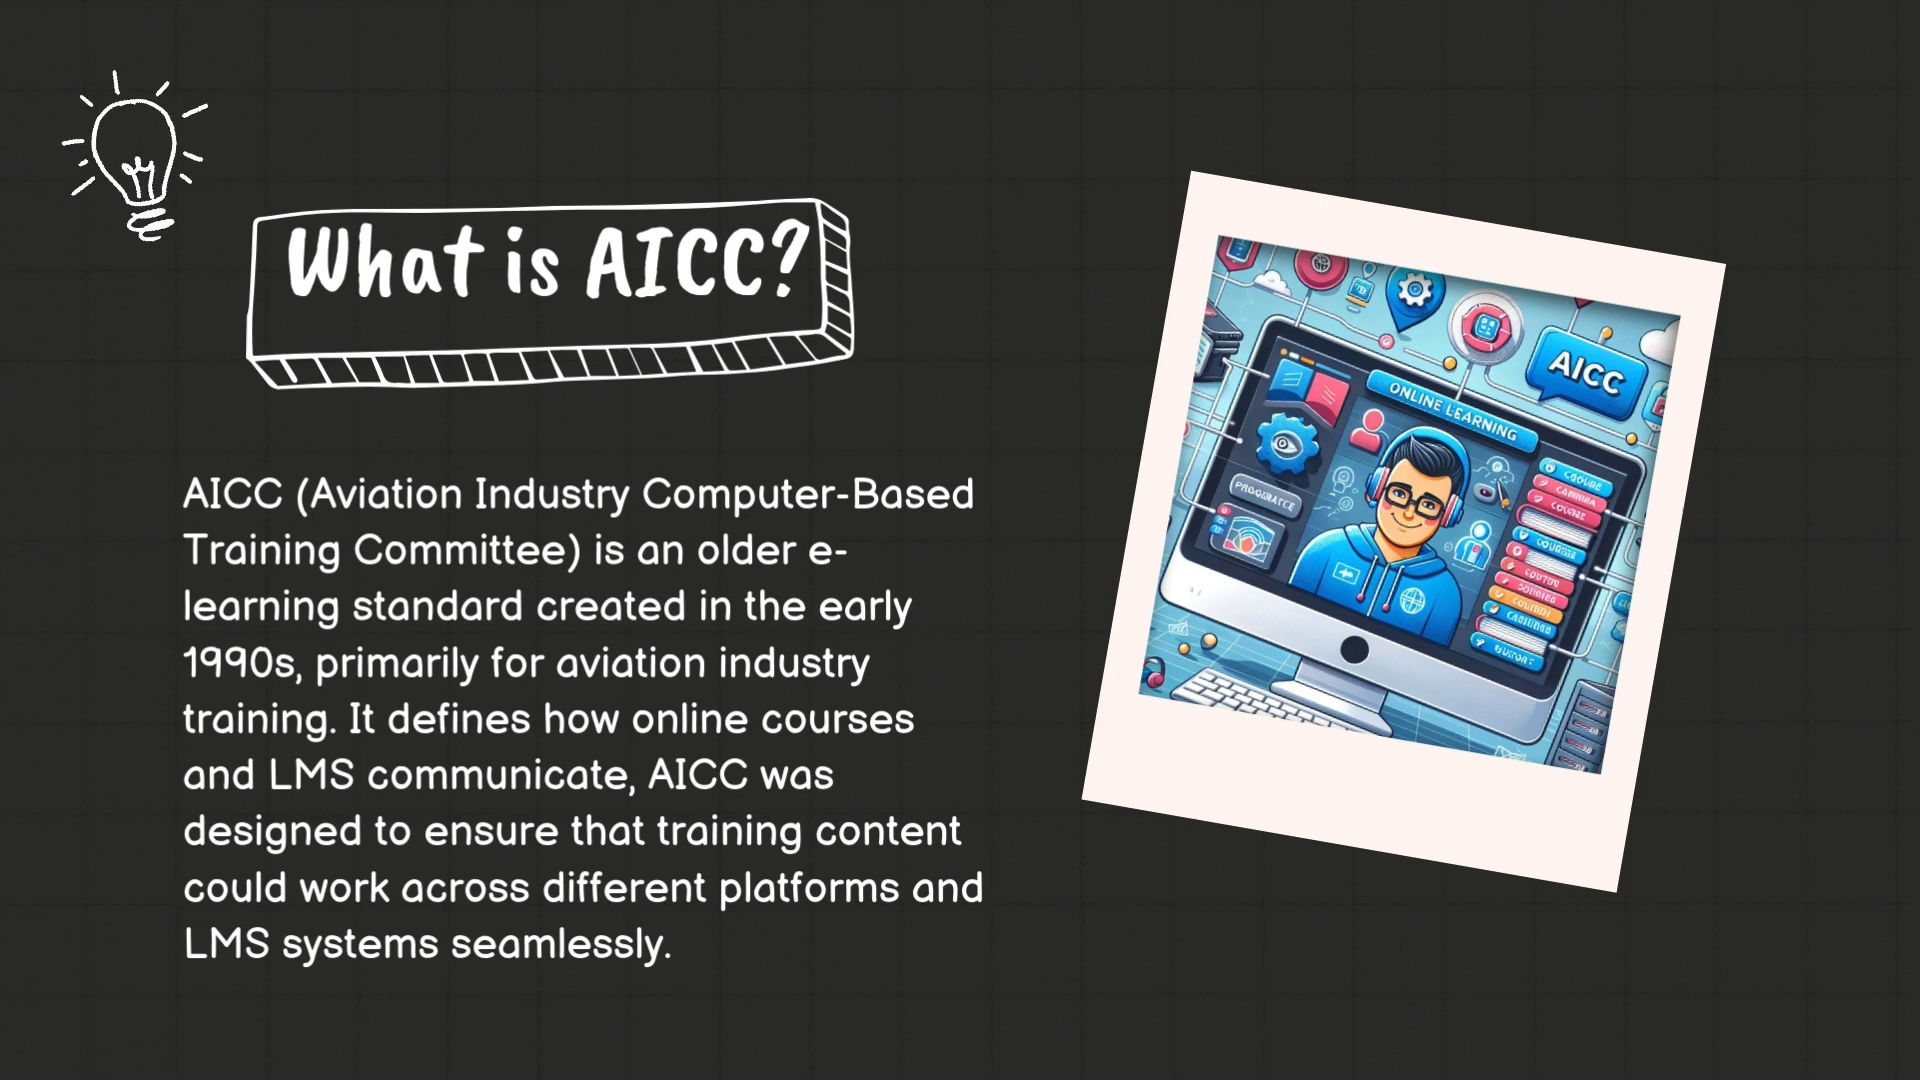 What is AICC?
AICC (Aviation Industry Computer-Based
Training Committee) is an older e-
learning standard created in the early
1990s, primarily for aviation industry
training. It defines how online courses
and LMS communicate, AICC was
designed to ensure that training content
could work across different platforms and
LMS systems seamlessly.
AICC
ONLINE LEARNING